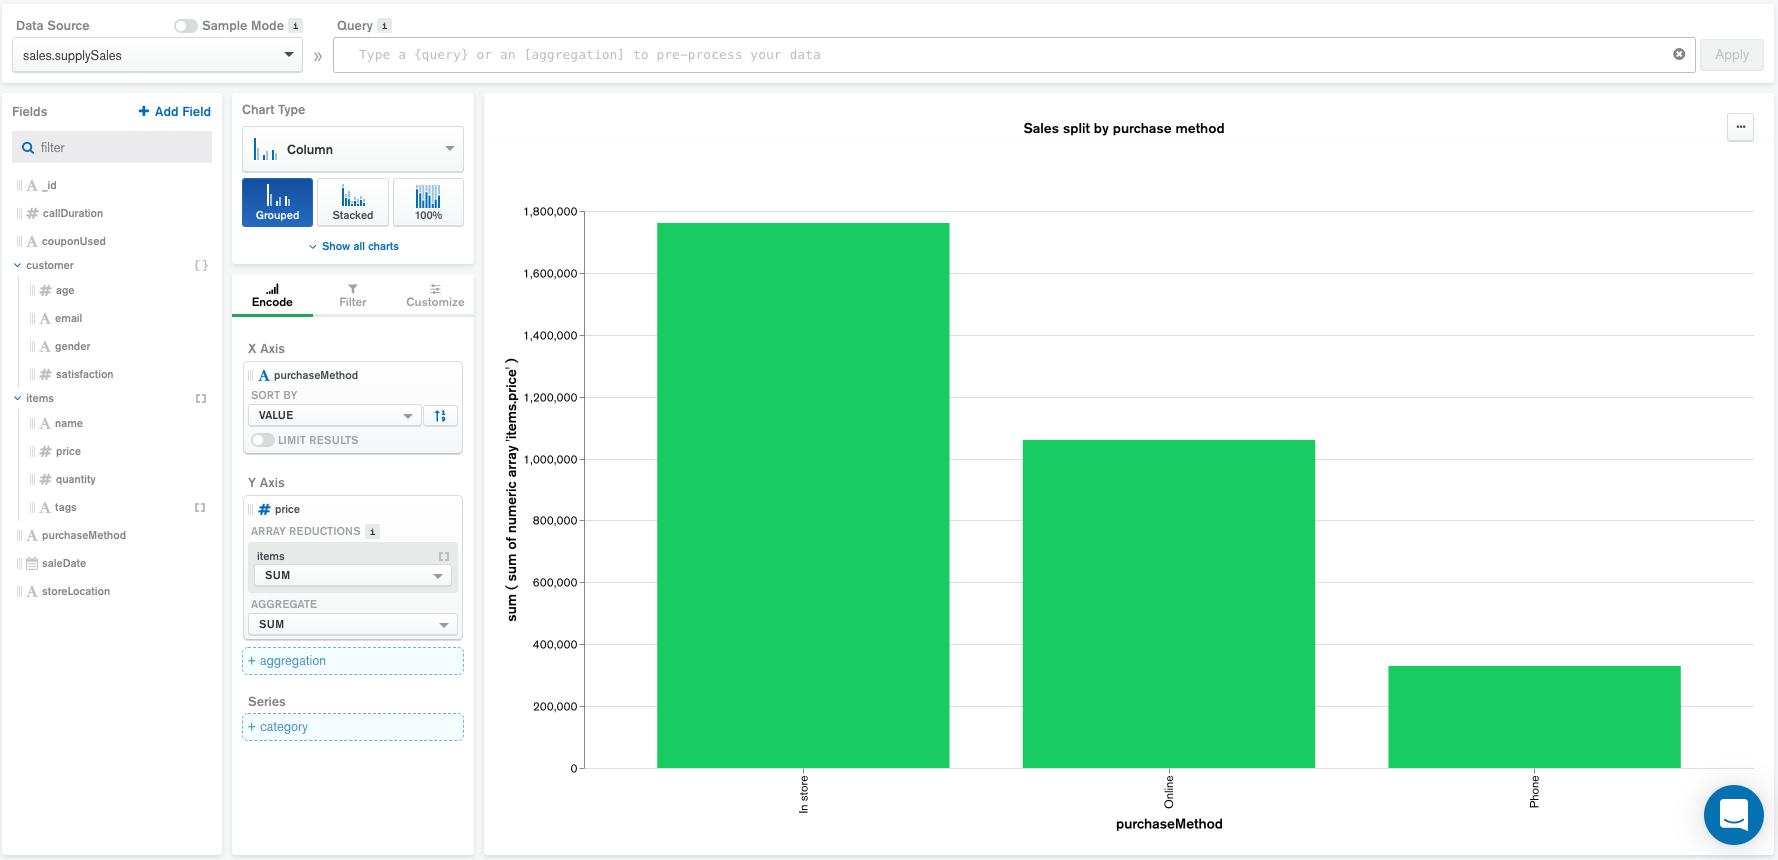 Data Source
Sample Mode i
Query i
sales.supplySales
»
Type a {query} or an [aggregation] to pre-process your data
Apply
Fields
+ Add Field
filter
A _id
# callDuration
A couponUsed
customer { }
# age
A email
A gender
# satisfaction
items [ ]
A name
# price
# quantity
A tags [ ]
A purchaseMethod
saleDate
A storeLocation
Chart Type
Column
Grouped
Stacked
100%
Show all charts
Encode
Filter
Customize
X Axis
A purchaseMethod
SORT BY
VALUE
LIMIT RESULTS
Y Axis
# price
ARRAY REDUCTIONS i
items [ ]
SUM
AGGREGATE
SUM
+ aggregation
Series
+ category
Sales split by purchase method
...
sum ( sum of numeric array 'items.price' )
1,800,000
1,600,000
1,400,000
1,200,000
1,000,000
800,000
600,000
400,000
200,000
0
In store
Online
Phone
purchaseMethod